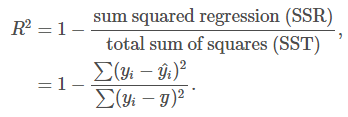 R² = 1 − sum squared regression (SSR) / total sum of squares (SST),
= 1 − ∑(yᵢ − ŷᵢ)² / ∑(yᵢ − y̅)².